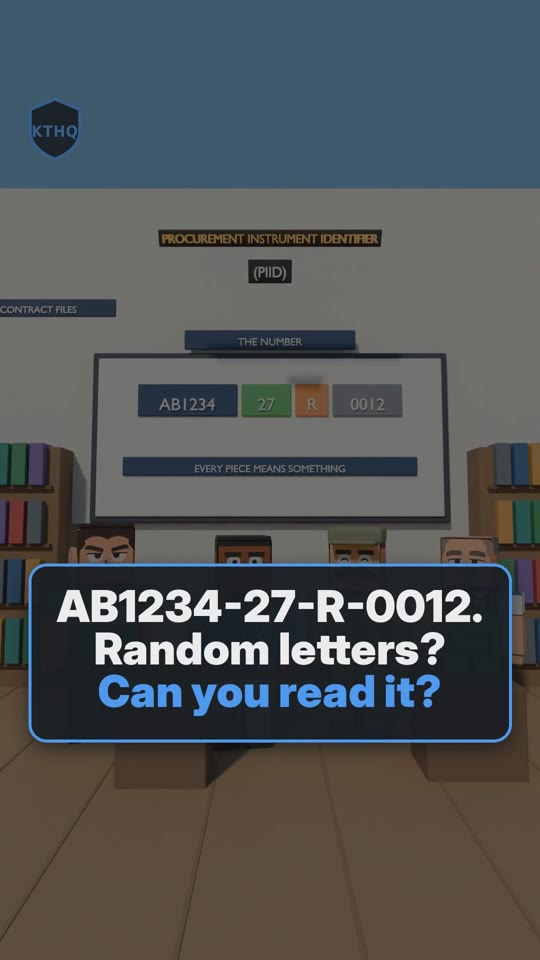 KTHQ
PROCUREMENT INSTRUMENT IDENTIFIER
(PIID)
CONTRACT FILES
THE NUMBER
AB1234 27 R 0012
EVERY PIECE MEANS SOMETHING
AB1234-27-R-0012.
Random letters?
Can you read it?